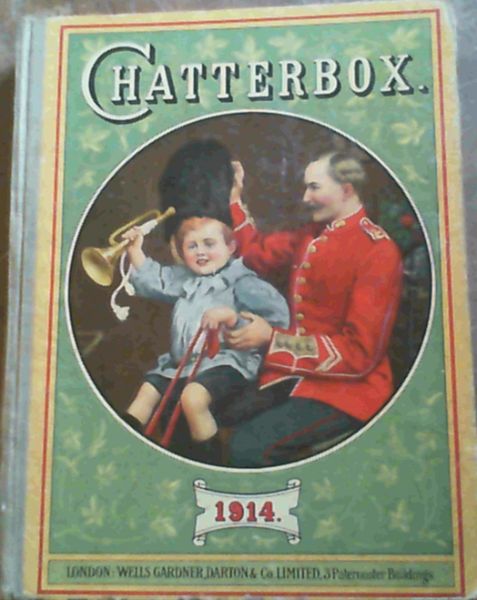 CHATTERBOX.
1914.
LONDON: WELLS GARDNER, DARTON & Co LIMITED, 3 Paternoster Buildings